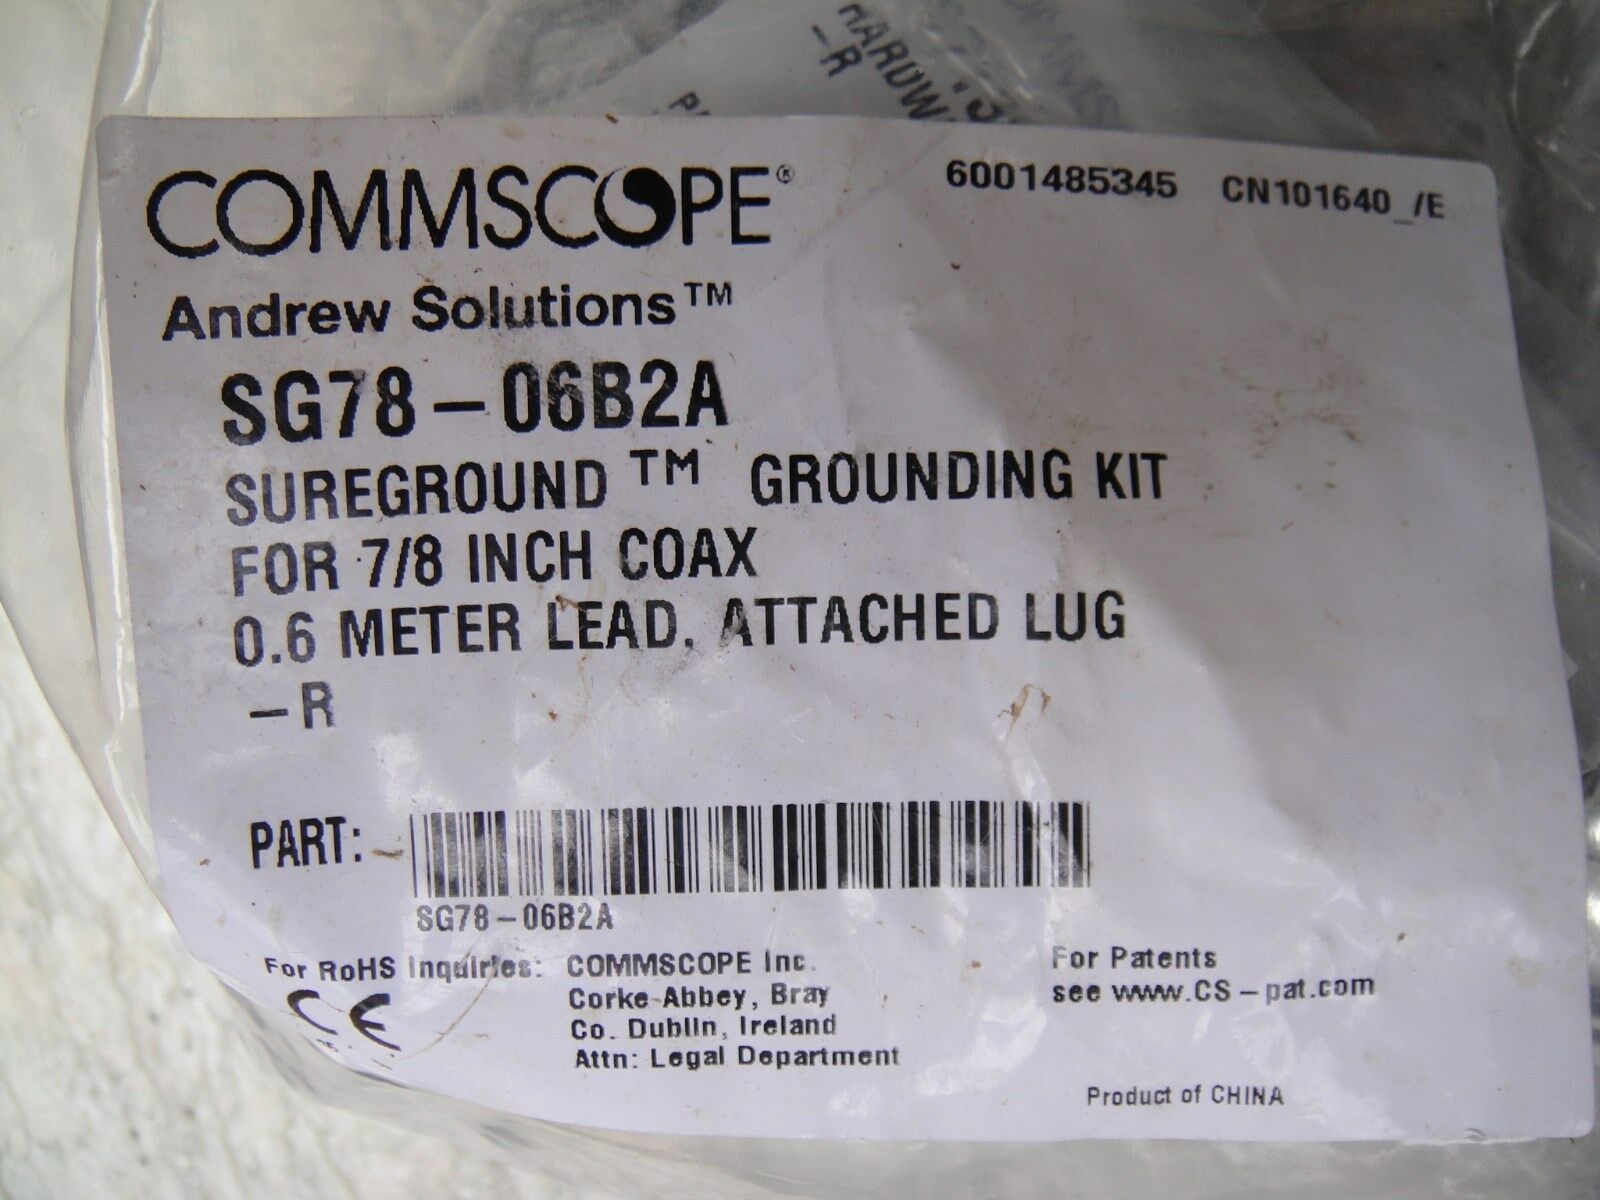 HARDW
-R
COMMSCOPE®
6001485345 CN101640_/E
Andrew Solutions™
SG78-06B2A
SUREGROUND™ GROUNDING KIT
FOR 7/8 INCH COAX
0.6 METER LEAD, ATTACHED LUG
-R
PART:
SG78-06B2A
For RoHS Inquiries: COMMSCOPE Inc.
Corke Abbey, Bray
Co. Dublin, Ireland
Attn: Legal Department
CE
For Patents
see www.CS-pat.com
Product of CHINA